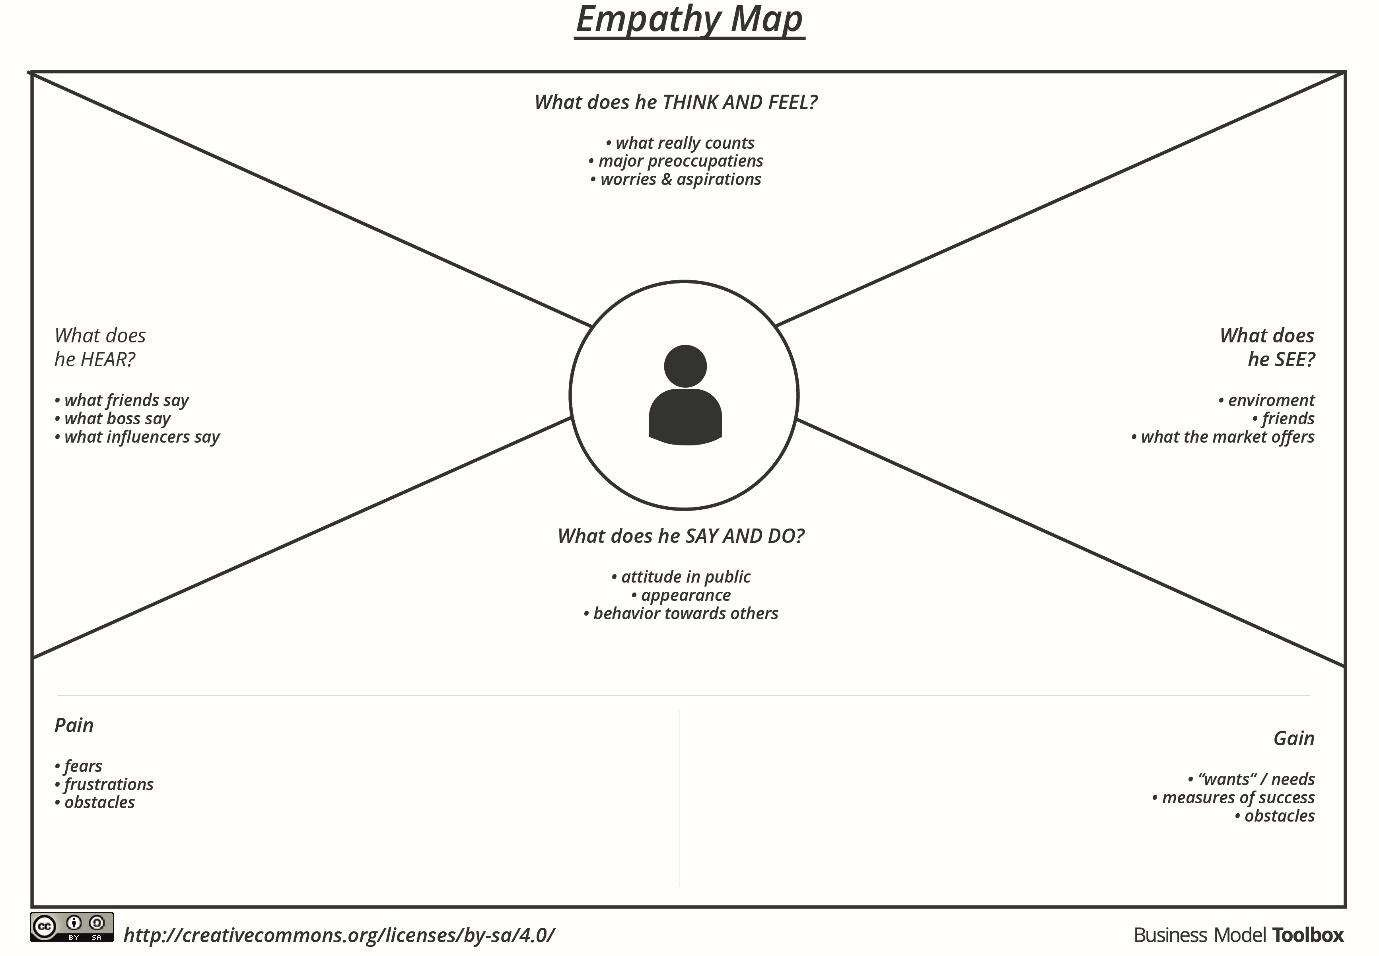 Empathy Map
What does he THINK AND FEEL?
• what really counts
• major preoccupatiens
• worries & aspirations
What does
he HEAR?
• what friends say
• what boss say
• what influencers say
What does
he SEE?
• enviroment
• friends
• what the market offers
What does he SAY AND DO?
• attitude in public
• appearance
• behavior towards others
Pain
• fears
• frustrations
• obstacles
Gain
• “wants“ / needs
• measures of success
• obstacles
cc BY SA
http://creativecommons.org/licenses/by-sa/4.0/
Business Model Toolbox